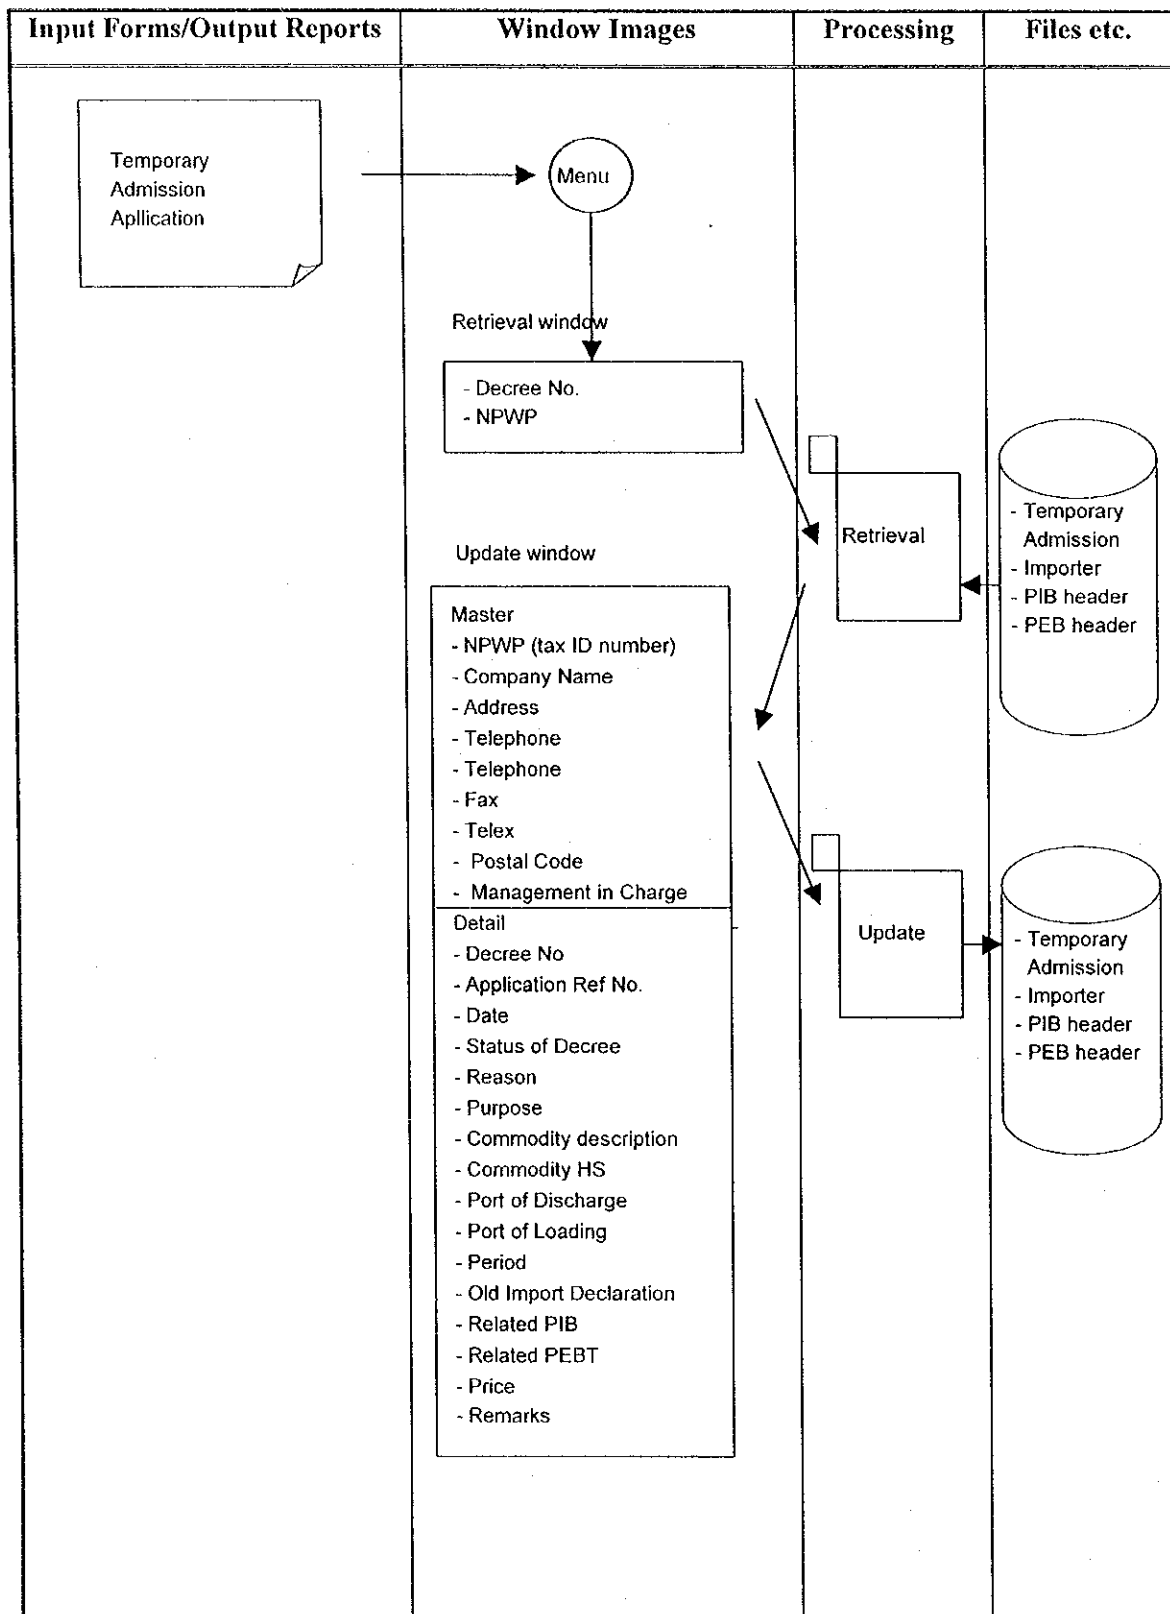 Input Forms/Output Reports
Window Images
Processing
Files etc.
Temporary
Admission
Apllication
Menu
Retrieval window
- Decree No.
- NPWP
Retrieval
- Temporary
Admission
- Importer
- PIB header
- PEB header
Update window
Master
- NPWP (tax ID number)
- Company Name
- Address
- Telephone
- Telephone
- Fax
- Telex
- Postal Code
- Management in Charge
Detail
- Decree No
- Application Ref No.
- Date
- Status of Decree
- Reason
- Purpose
- Commodity description
- Commodity HS
- Port of Discharge
- Port of Loading
- Period
- Old Import Declaration
- Related PIB
- Related PEBT
- Price
- Remarks
Update
- Temporary
Admission
- Importer
- PIB header
- PEB header